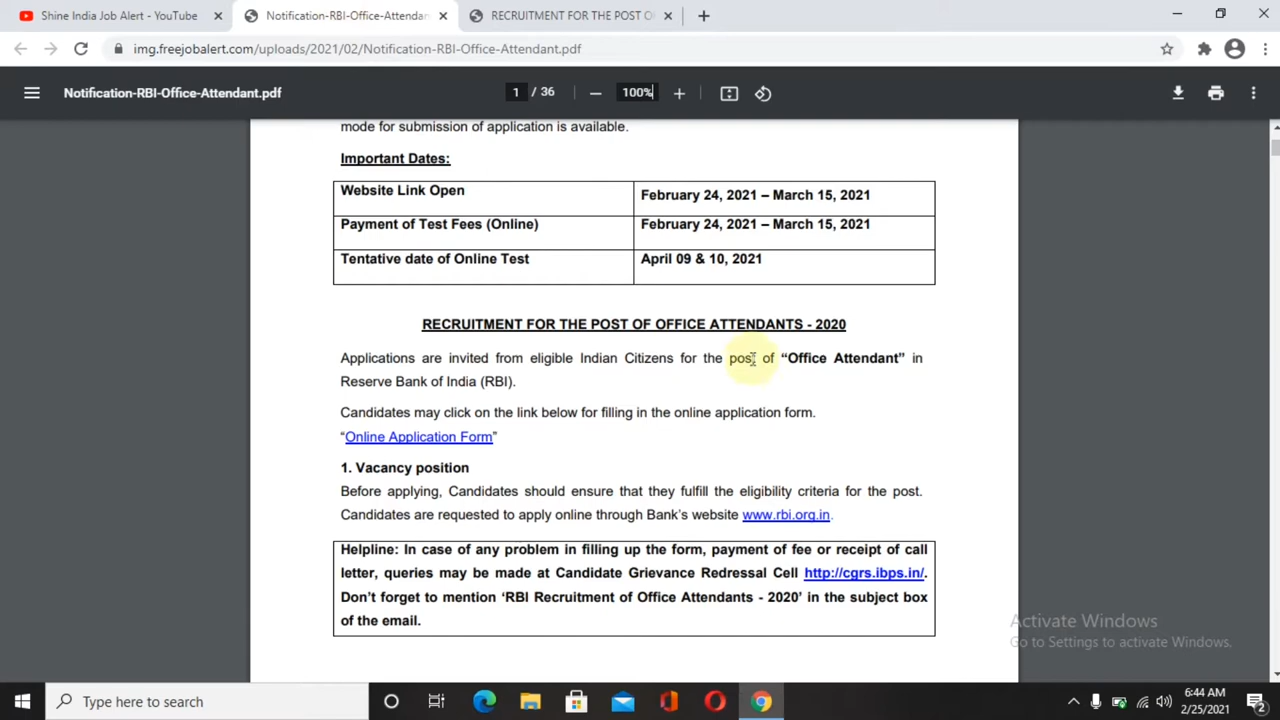 Shine India Job Alert - YouTube
Notification-RBI-Office-Attendan
RECRUITMENT FOR THE POST O
img.freejobalert.com/uploads/2021/02/Notification-RBI-Office-Attendant.pdf
Notification-RBI-Office-Attendant.pdf
1 / 36
100%
mode for submission of application is available.
Important Dates:
Website Link Open February 24, 2021 – March 15, 2021
Payment of Test Fees (Online) February 24, 2021 – March 15, 2021
Tentative date of Online Test April 09 & 10, 2021
RECRUITMENT FOR THE POST OF OFFICE ATTENDANTS - 2020
Applications are invited from eligible Indian Citizens for the post of “Office Attendant” in
Reserve Bank of India (RBI).
Candidates may click on the link below for filling in the online application form.
“Online Application Form”
1. Vacancy position
Before applying, Candidates should ensure that they fulfill the eligibility criteria for the post.
Candidates are requested to apply online through Bank’s website www.rbi.org.in.
Helpline: In case of any problem in filling up the form, payment of fee or receipt of call
letter, queries may be made at Candidate Grievance Redressal Cell http://cgrs.ibps.in/.
Don’t forget to mention ‘RBI Recruitment of Office Attendants - 2020’ in the subject box
of the email.
Activate Windows
Go to Settings to activate Windows.
Type here to search
6:44 AM
2/25/2021
2